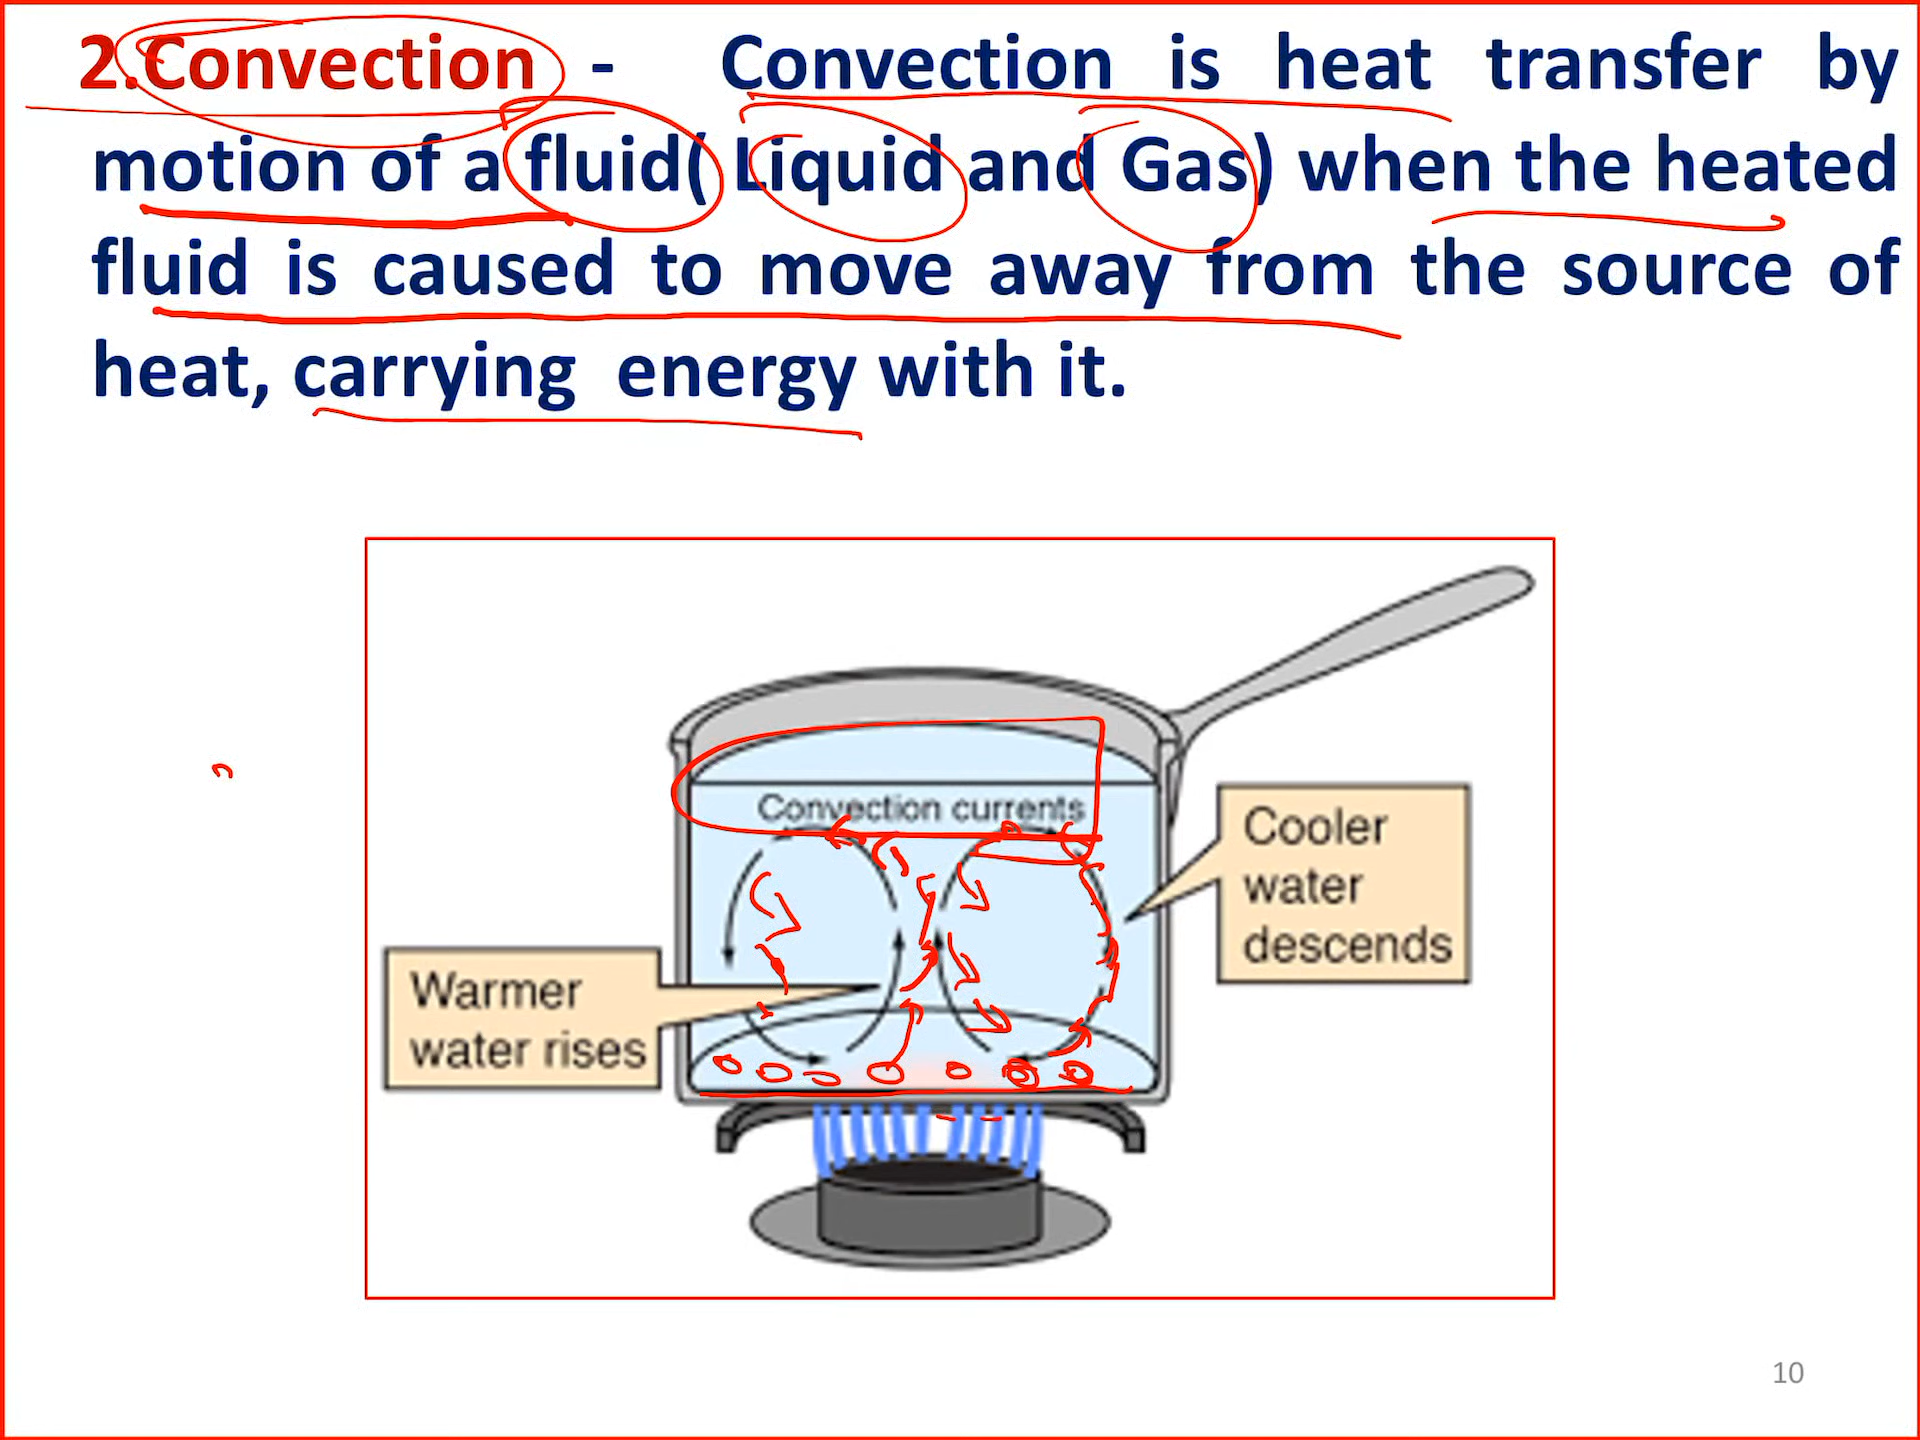 2.Convection - Convection is heat transfer by
motion of a fluid( Liquid and Gas) when the heated
fluid is caused to move away from the source of
heat, carrying energy with it.
Convection currents
Cooler
water
descends
Warmer
water rises
10